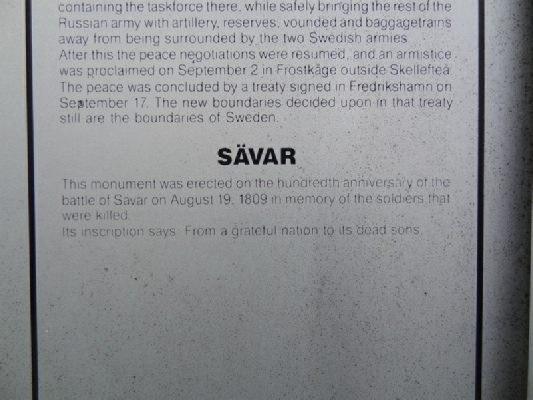 containing the taskforce there, while safely bringing the rest of the
Russian army with artillery, reserves, vounded and baggagetrains
away from being surrounded by the two Swedish armies.
After this the peace negotiations were resumed, and an armistice
was proclaimed on September 2 in Frostkåge outside Skellefteå.
The peace was concluded by a treaty signed in Fredrikshamn on
September 17. The new boundaries decided upon in that treaty
still are the boundaries of Sweden.
SÄVAR
This monument was erected on the hundredth anniversary of the
battle of Savar on August 19, 1809 in memory of the soldiers that
were killed.
Its inscription says: From a grateful nation to its dead sons.